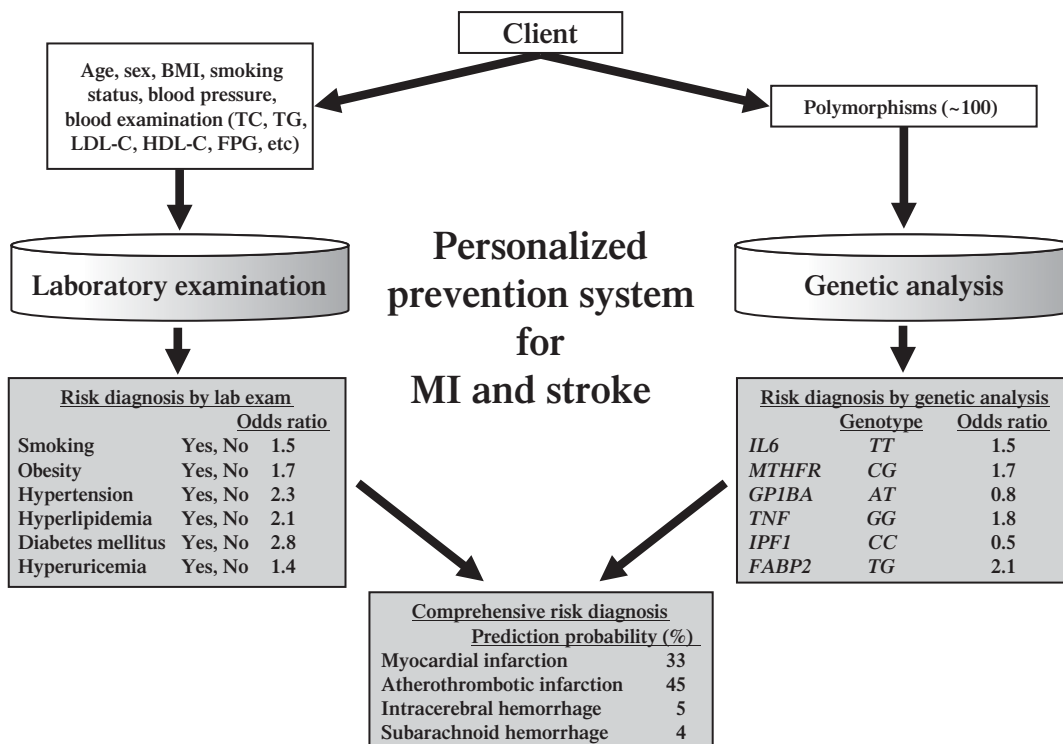 Client
Age, sex, BMI, smoking
status, blood pressure,
blood examination (TC, TG,
LDL-C, HDL-C, FPG, etc)
Polymorphisms (~100)
Laboratory examination
Personalized
prevention system
for
MI and stroke
Genetic analysis
Risk diagnosis by lab exam
Odds ratio
Smoking Yes, No 1.5
Obesity Yes, No 1.7
Hypertension Yes, No 2.3
Hyperlipidemia Yes, No 2.1
Diabetes mellitus Yes, No 2.8
Hyperuricemia Yes, No 1.4
Risk diagnosis by genetic analysis
Genotype Odds ratio
IL6 TT 1.5
MTHFR CG 1.7
GP1BA AT 0.8
TNF GG 1.8
IPF1 CC 0.5
FABP2 TG 2.1
Comprehensive risk diagnosis
Prediction probability (%)
Myocardial infarction 33
Atherothrombotic infarction 45
Intracerebral hemorrhage 5
Subarachnoid hemorrhage 4